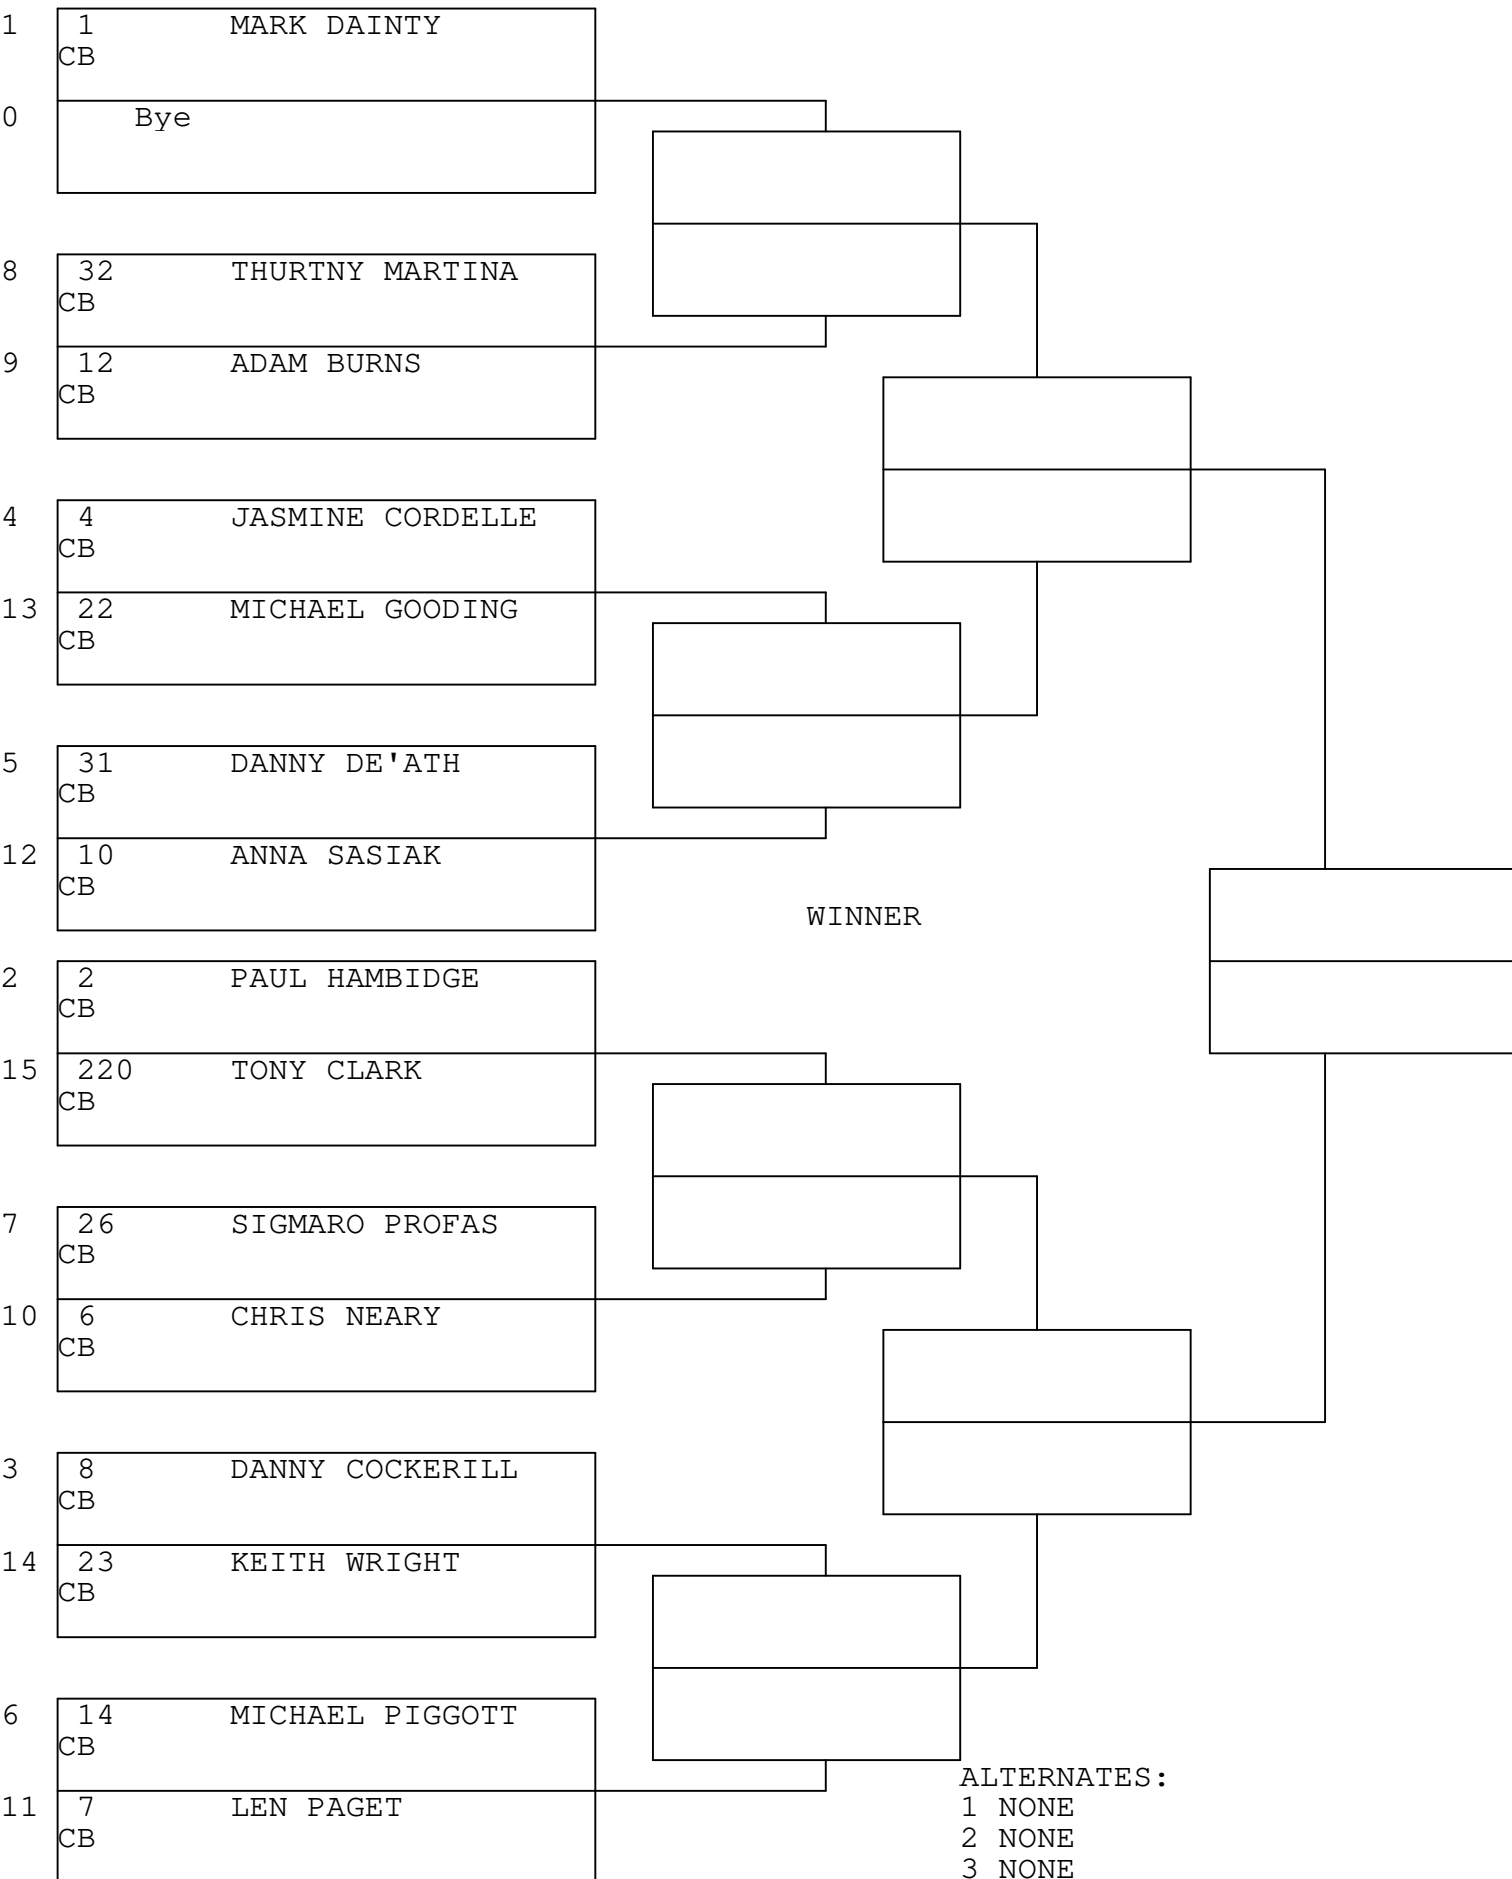 1 1 MARK DAINTY
CB
0 Bye
8 32 THURTNY MARTINA
CB
9 12 ADAM BURNS
CB
4 4 JASMINE CORDELLE
CB
13 22 MICHAEL GOODING
CB
5 31 DANNY DE'ATH
CB
12 10 ANNA SASIAK
CB
WINNER
2 2 PAUL HAMBIDGE
CB
15 220 TONY CLARK
CB
7 26 SIGMARO PROFAS
CB
10 6 CHRIS NEARY
CB
3 8 DANNY COCKERILL
CB
14 23 KEITH WRIGHT
CB
6 14 MICHAEL PIGGOTT
CB
11 7 LEN PAGET
CB
ALTERNATES:
1 NONE
2 NONE
3 NONE